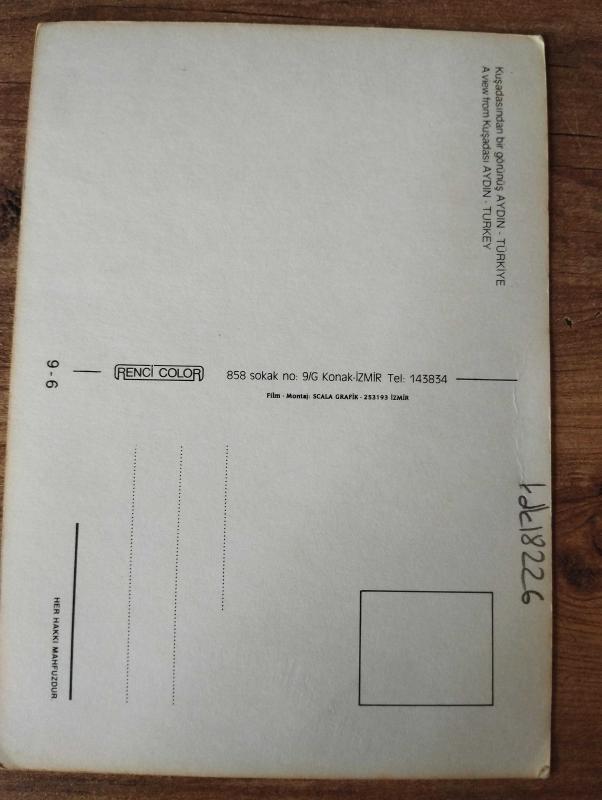 Kuşadasından bir görünüş AYDIN - TÜRKİYE
A view from Kuşadası AYDIN - TURKEY
9 - 6
RENCİ COLOR
858 sokak no: 9/G Konak-İZMİR Tel: 143834
Film - Montaj: SCALA GRAFİK - 253193 İZMİR
HER HAKKI MAHFUZDUR
kdk18226